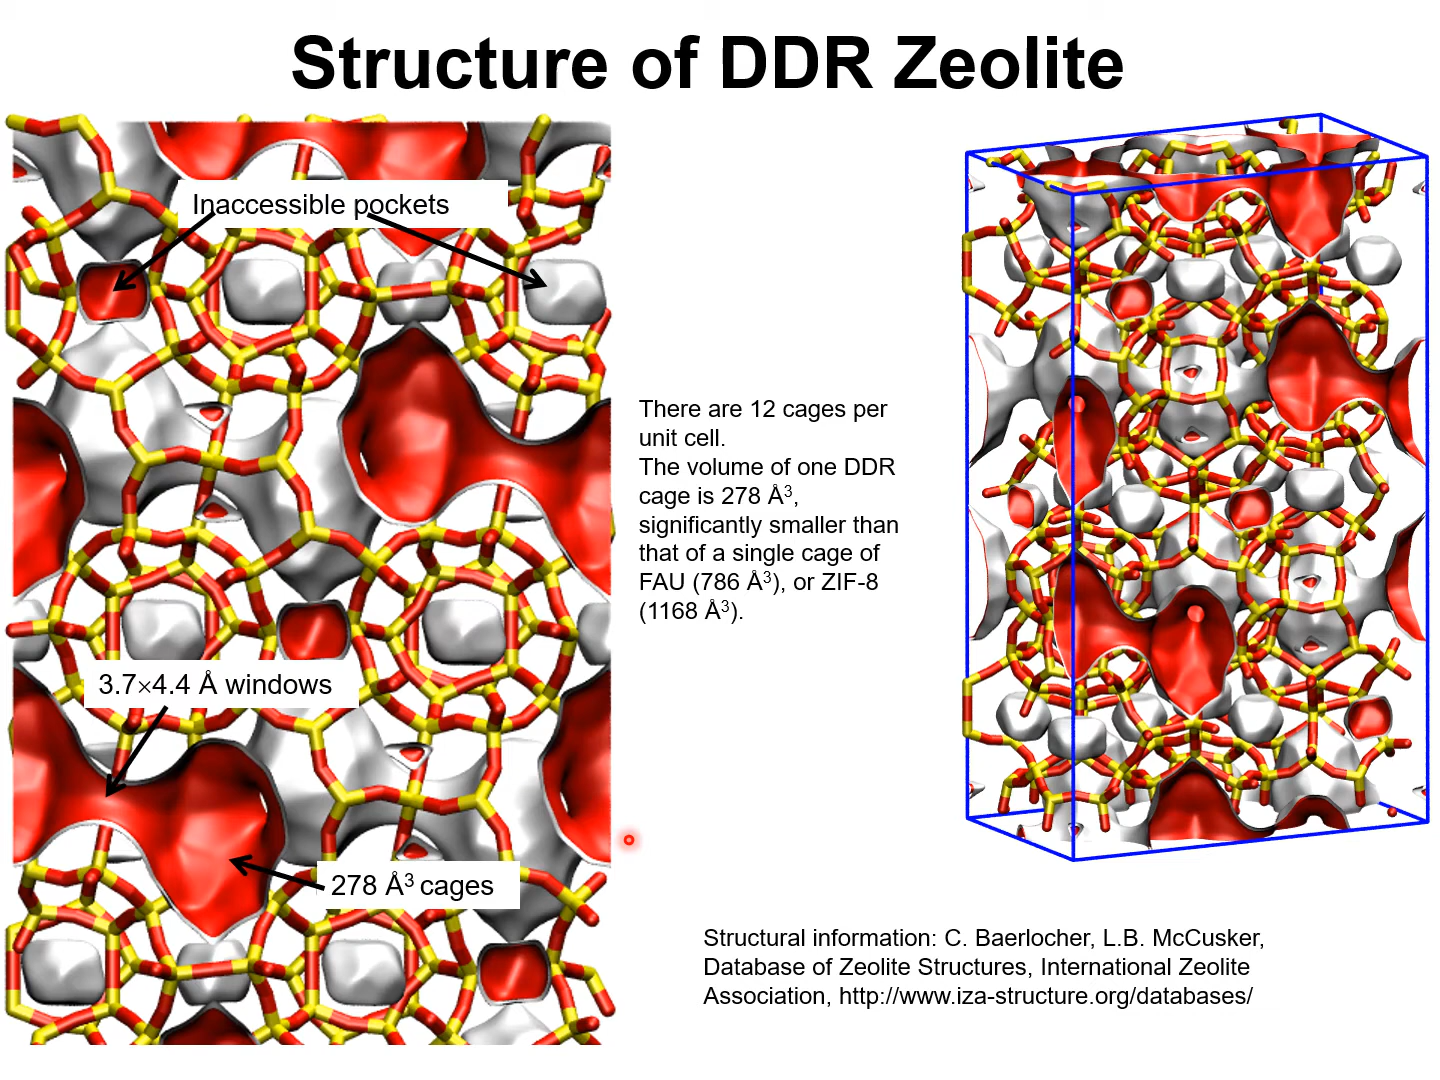 Structure of DDR Zeolite
Inaccessible pockets
3.7×4.4 Å windows
278 Å³ cages
There are 12 cages per
unit cell.
The volume of one DDR
cage is 278 Å³,
significantly smaller than
that of a single cage of
FAU (786 Å³), or ZIF-8
(1168 Å³).
Structural information: C. Baerlocher, L.B. McCusker,
Database of Zeolite Structures, International Zeolite
Association, http://www.iza-structure.org/databases/